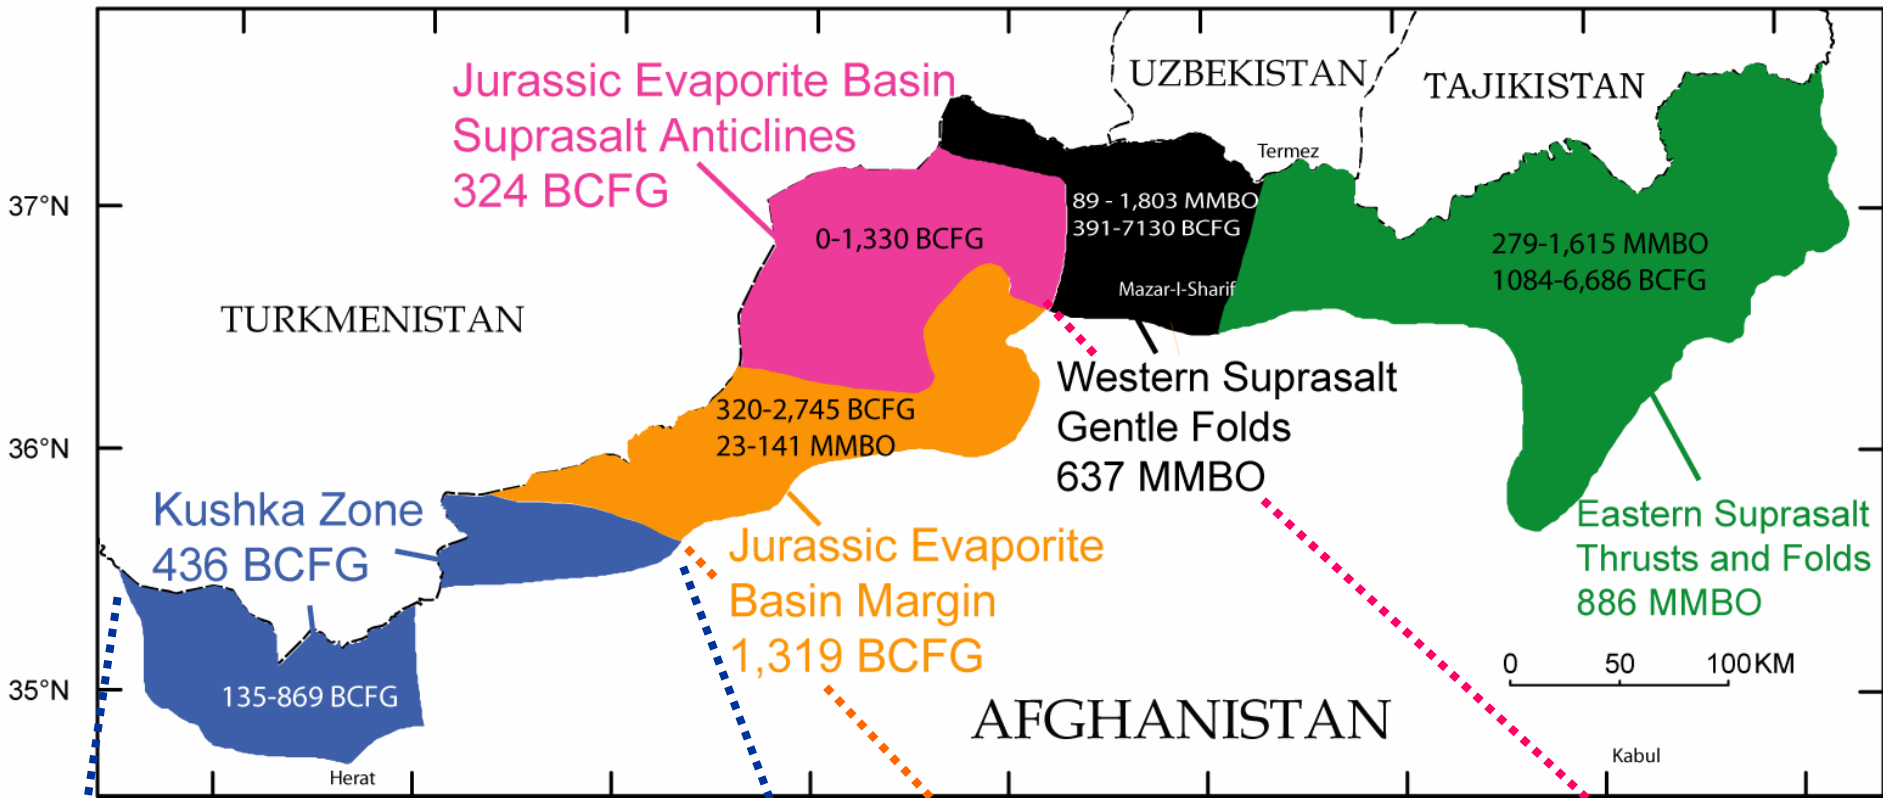 Jurassic Evaporite Basin
Suprasalt Anticlines
324 BCFG
UZBEKISTAN
TAJIKISTAN
Termez
37°N
89 - 1,803 MMBO
391-7130 BCFG
0-1,330 BCFG
279-1,615 MMBO
1084-6,686 BCFG
Mazar-I-Sharif
TURKMENISTAN
Western Suprasalt
Gentle Folds
637 MMBO
320-2,745 BCFG
23-141 MMBO
36°N
Kushka Zone
436 BCFG
Jurassic Evaporite
Basin Margin
1,319 BCFG
Eastern Suprasalt
Thrusts and Folds
886 MMBO
0 50 100KM
35°N
135-869 BCFG
AFGHANISTAN
Kabul
Herat